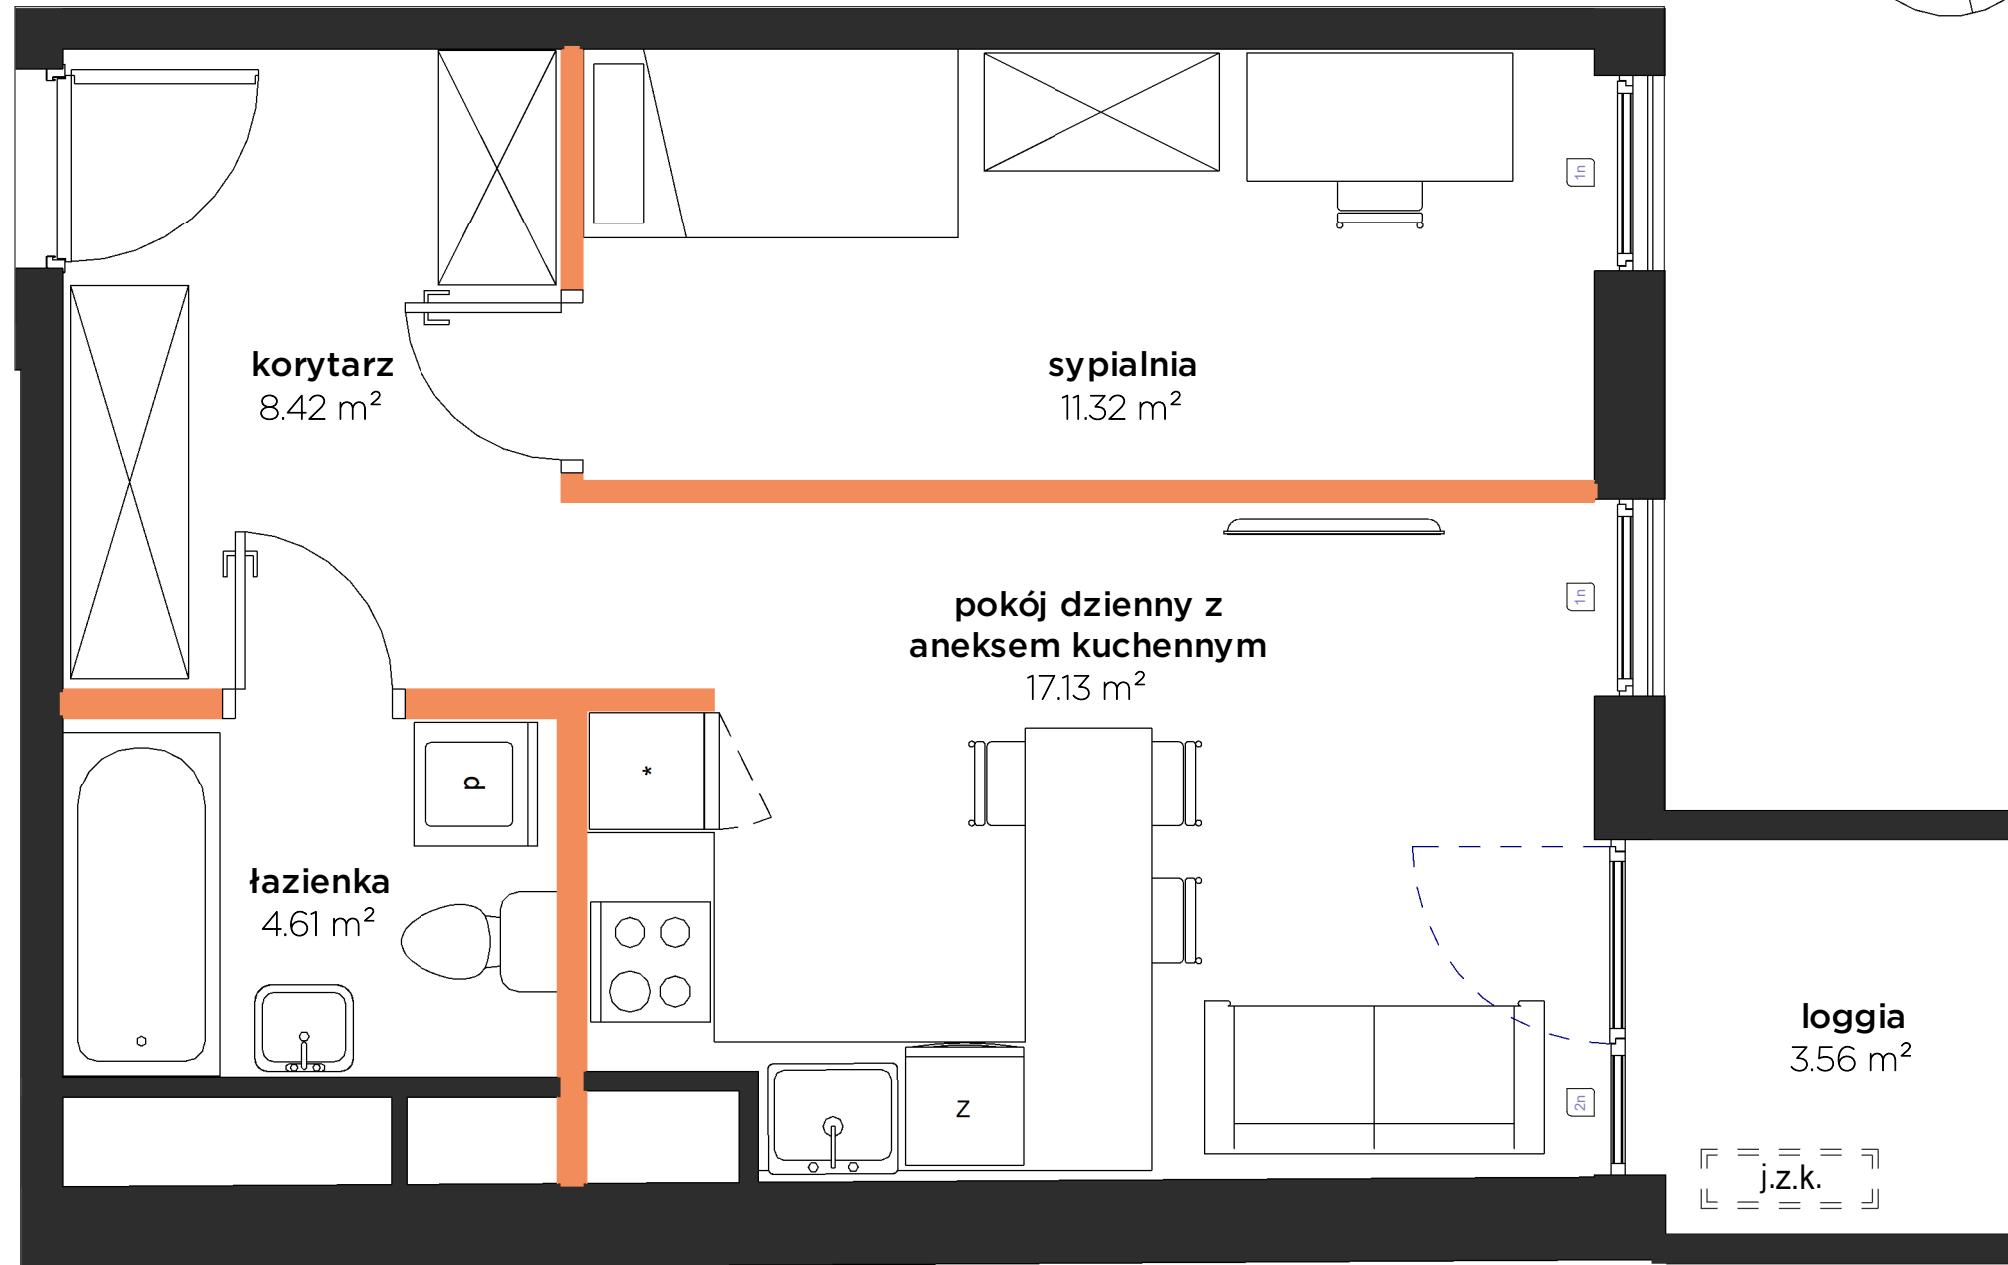 korytarz
8.42 m²
sypialnia
11.32 m²
1n
pokój dzienny z
aneksem kuchennym
17.13 m²
1n
p
*
łazienka
4.61 m²
loggia
3.56 m²
2n
Z
j.z.k.